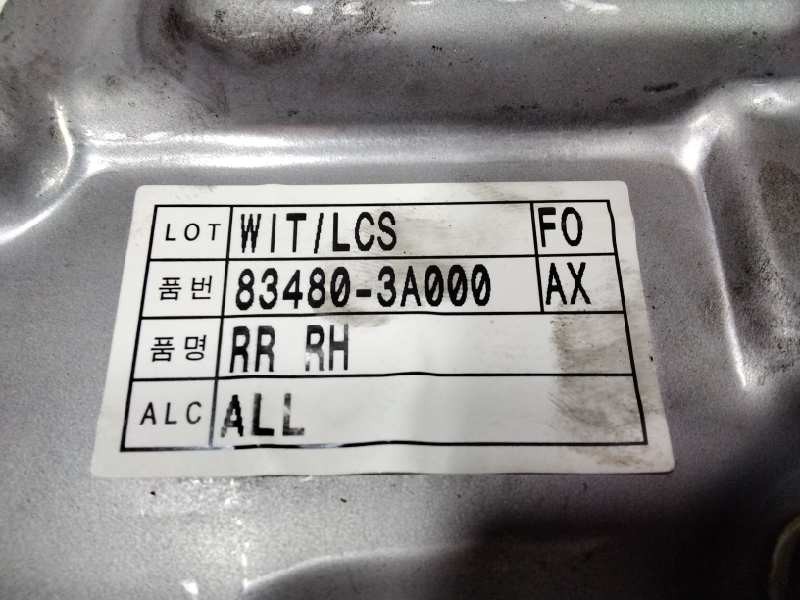 LOT WIT/LCS FO
품번 83480-3A000 AX
품명 RR RH
ALC ALL